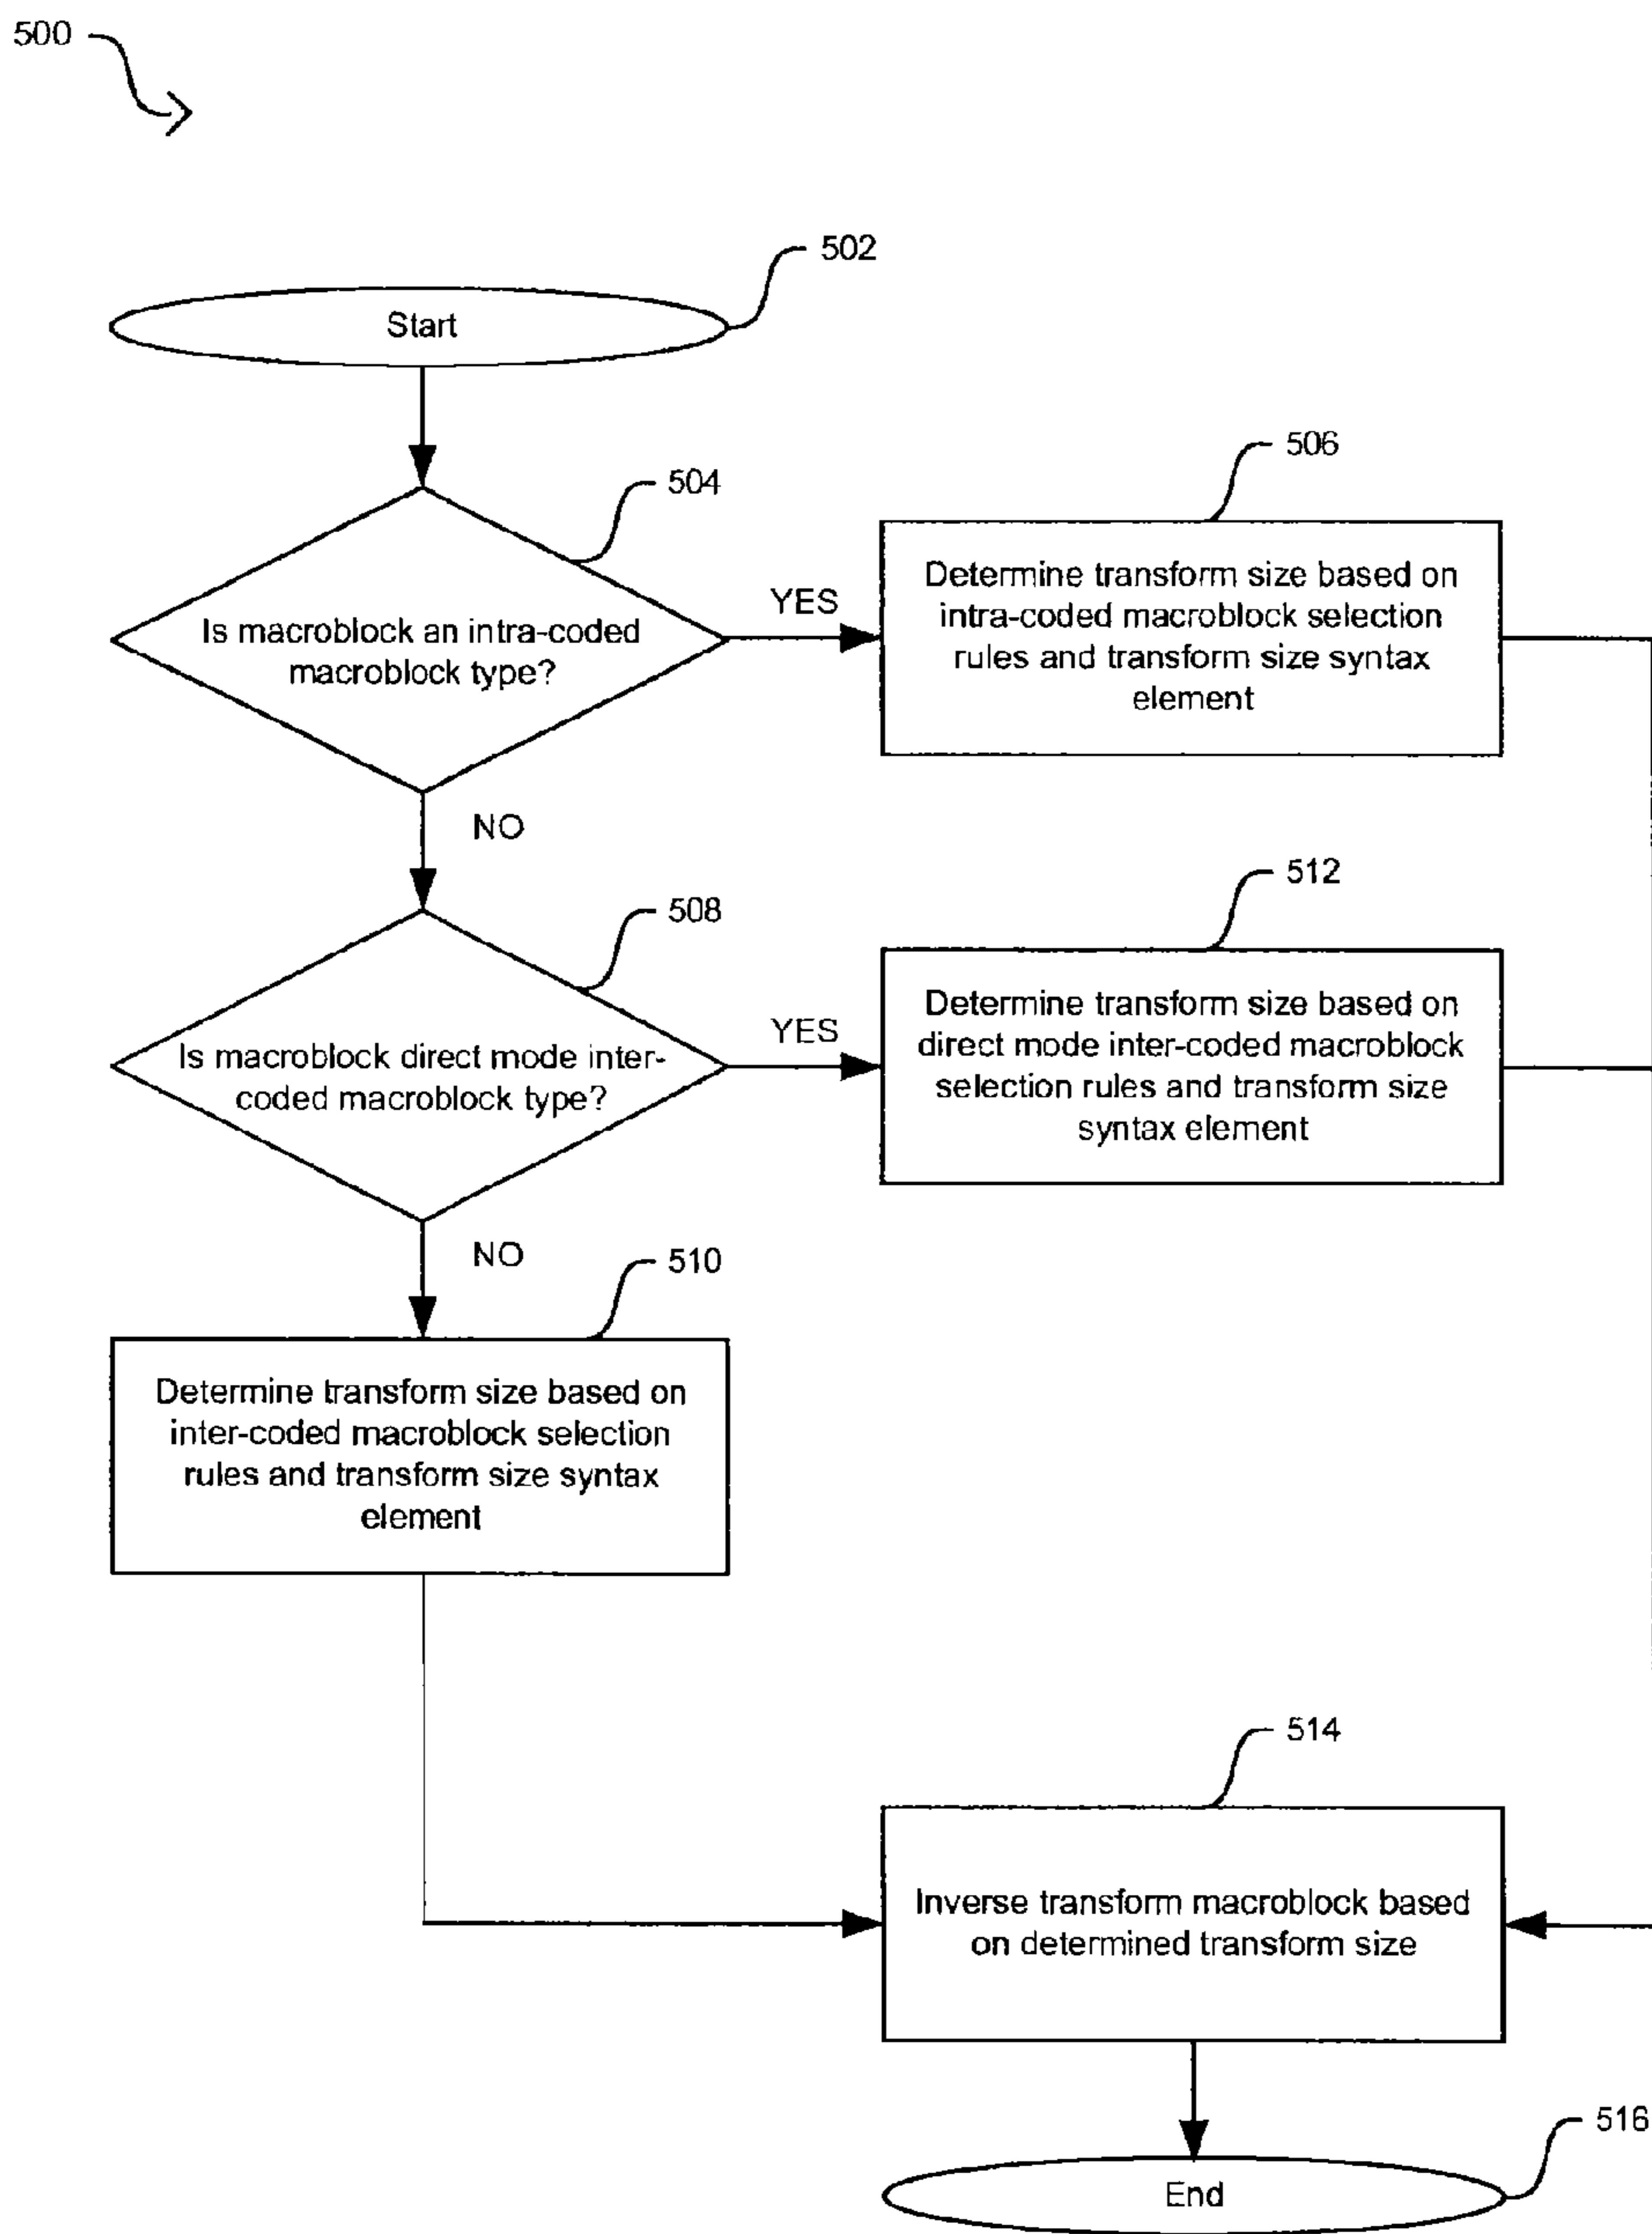 500
502
Start
504
506
Is macroblock an intra-coded
macroblock type?
YES
Determine transform size based on
intra-coded macroblock selection
rules and transform size syntax
element
NO
508
512
Is macroblock direct mode inter-
coded macroblock type?
YES
Determine transform size based on
direct mode inter-coded macroblock
selection rules and transform size
syntax element
NO
510
Determine transform size based on
inter-coded macroblock selection
rules and transform size syntax
element
514
Inverse transform macroblock based
on determined transform size
516
End